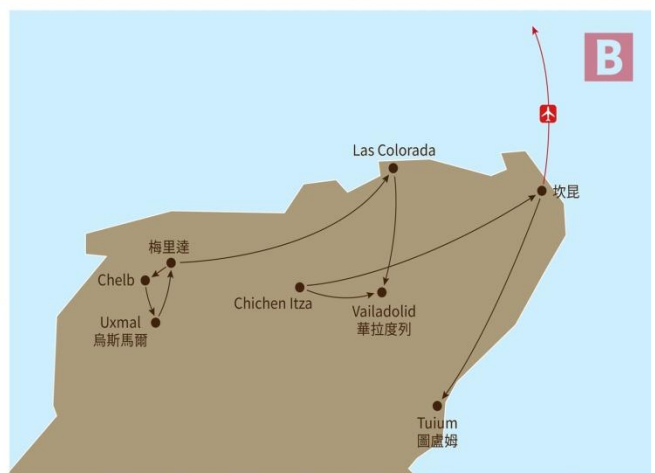 B
Las Colorada
坎昆
梅里達
Chelb
Chichen Itza
Vailadolid
華拉度列
Uxmal
烏斯馬爾
Tuium
圖盧姆